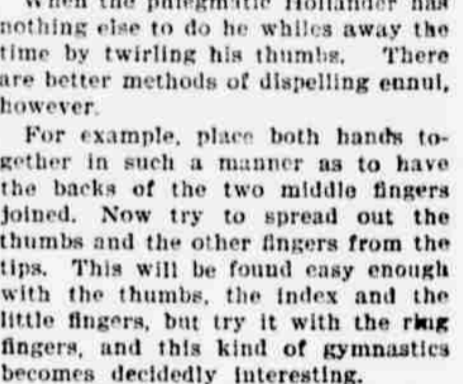 When the phlegmatic Hollander has
nothing else to do he whiles away the
time by twirling his thumbs. There
are better methods of dispelling ennui,
however.
For example, place both hands to-
gether in such a manner as to have
the backs of the two middle fingers
joined. Now try to spread out the
thumbs and the other fingers from the
tips. This will be found easy enough
with the thumbs, the index and the
little fingers, but try it with the ring
fingers, and this kind of gymnastics
becomes decidedly interesting.